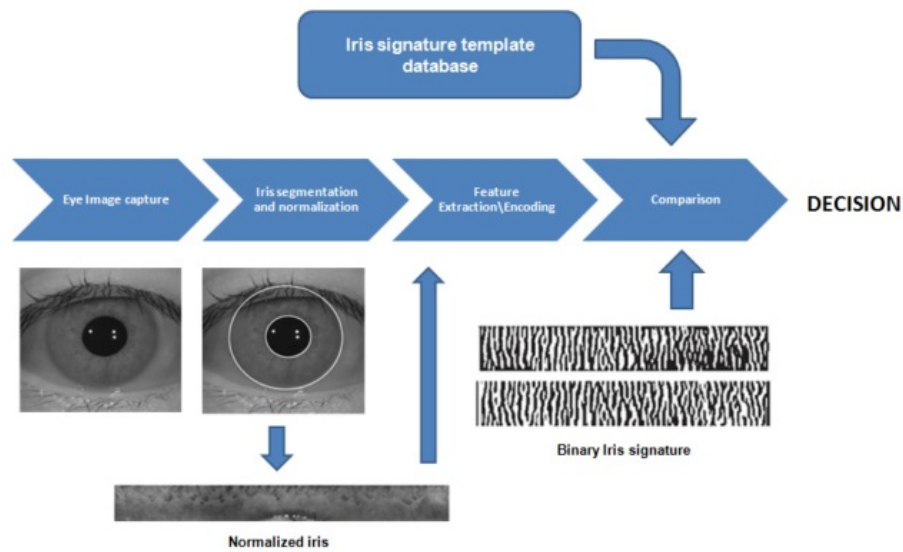 Iris signature template
database
Eye Image capture
Iris segmentation
and normalization
Feature
Extraction\Encoding
Comparison
DECISION
Binary Iris signature
Normalized iris